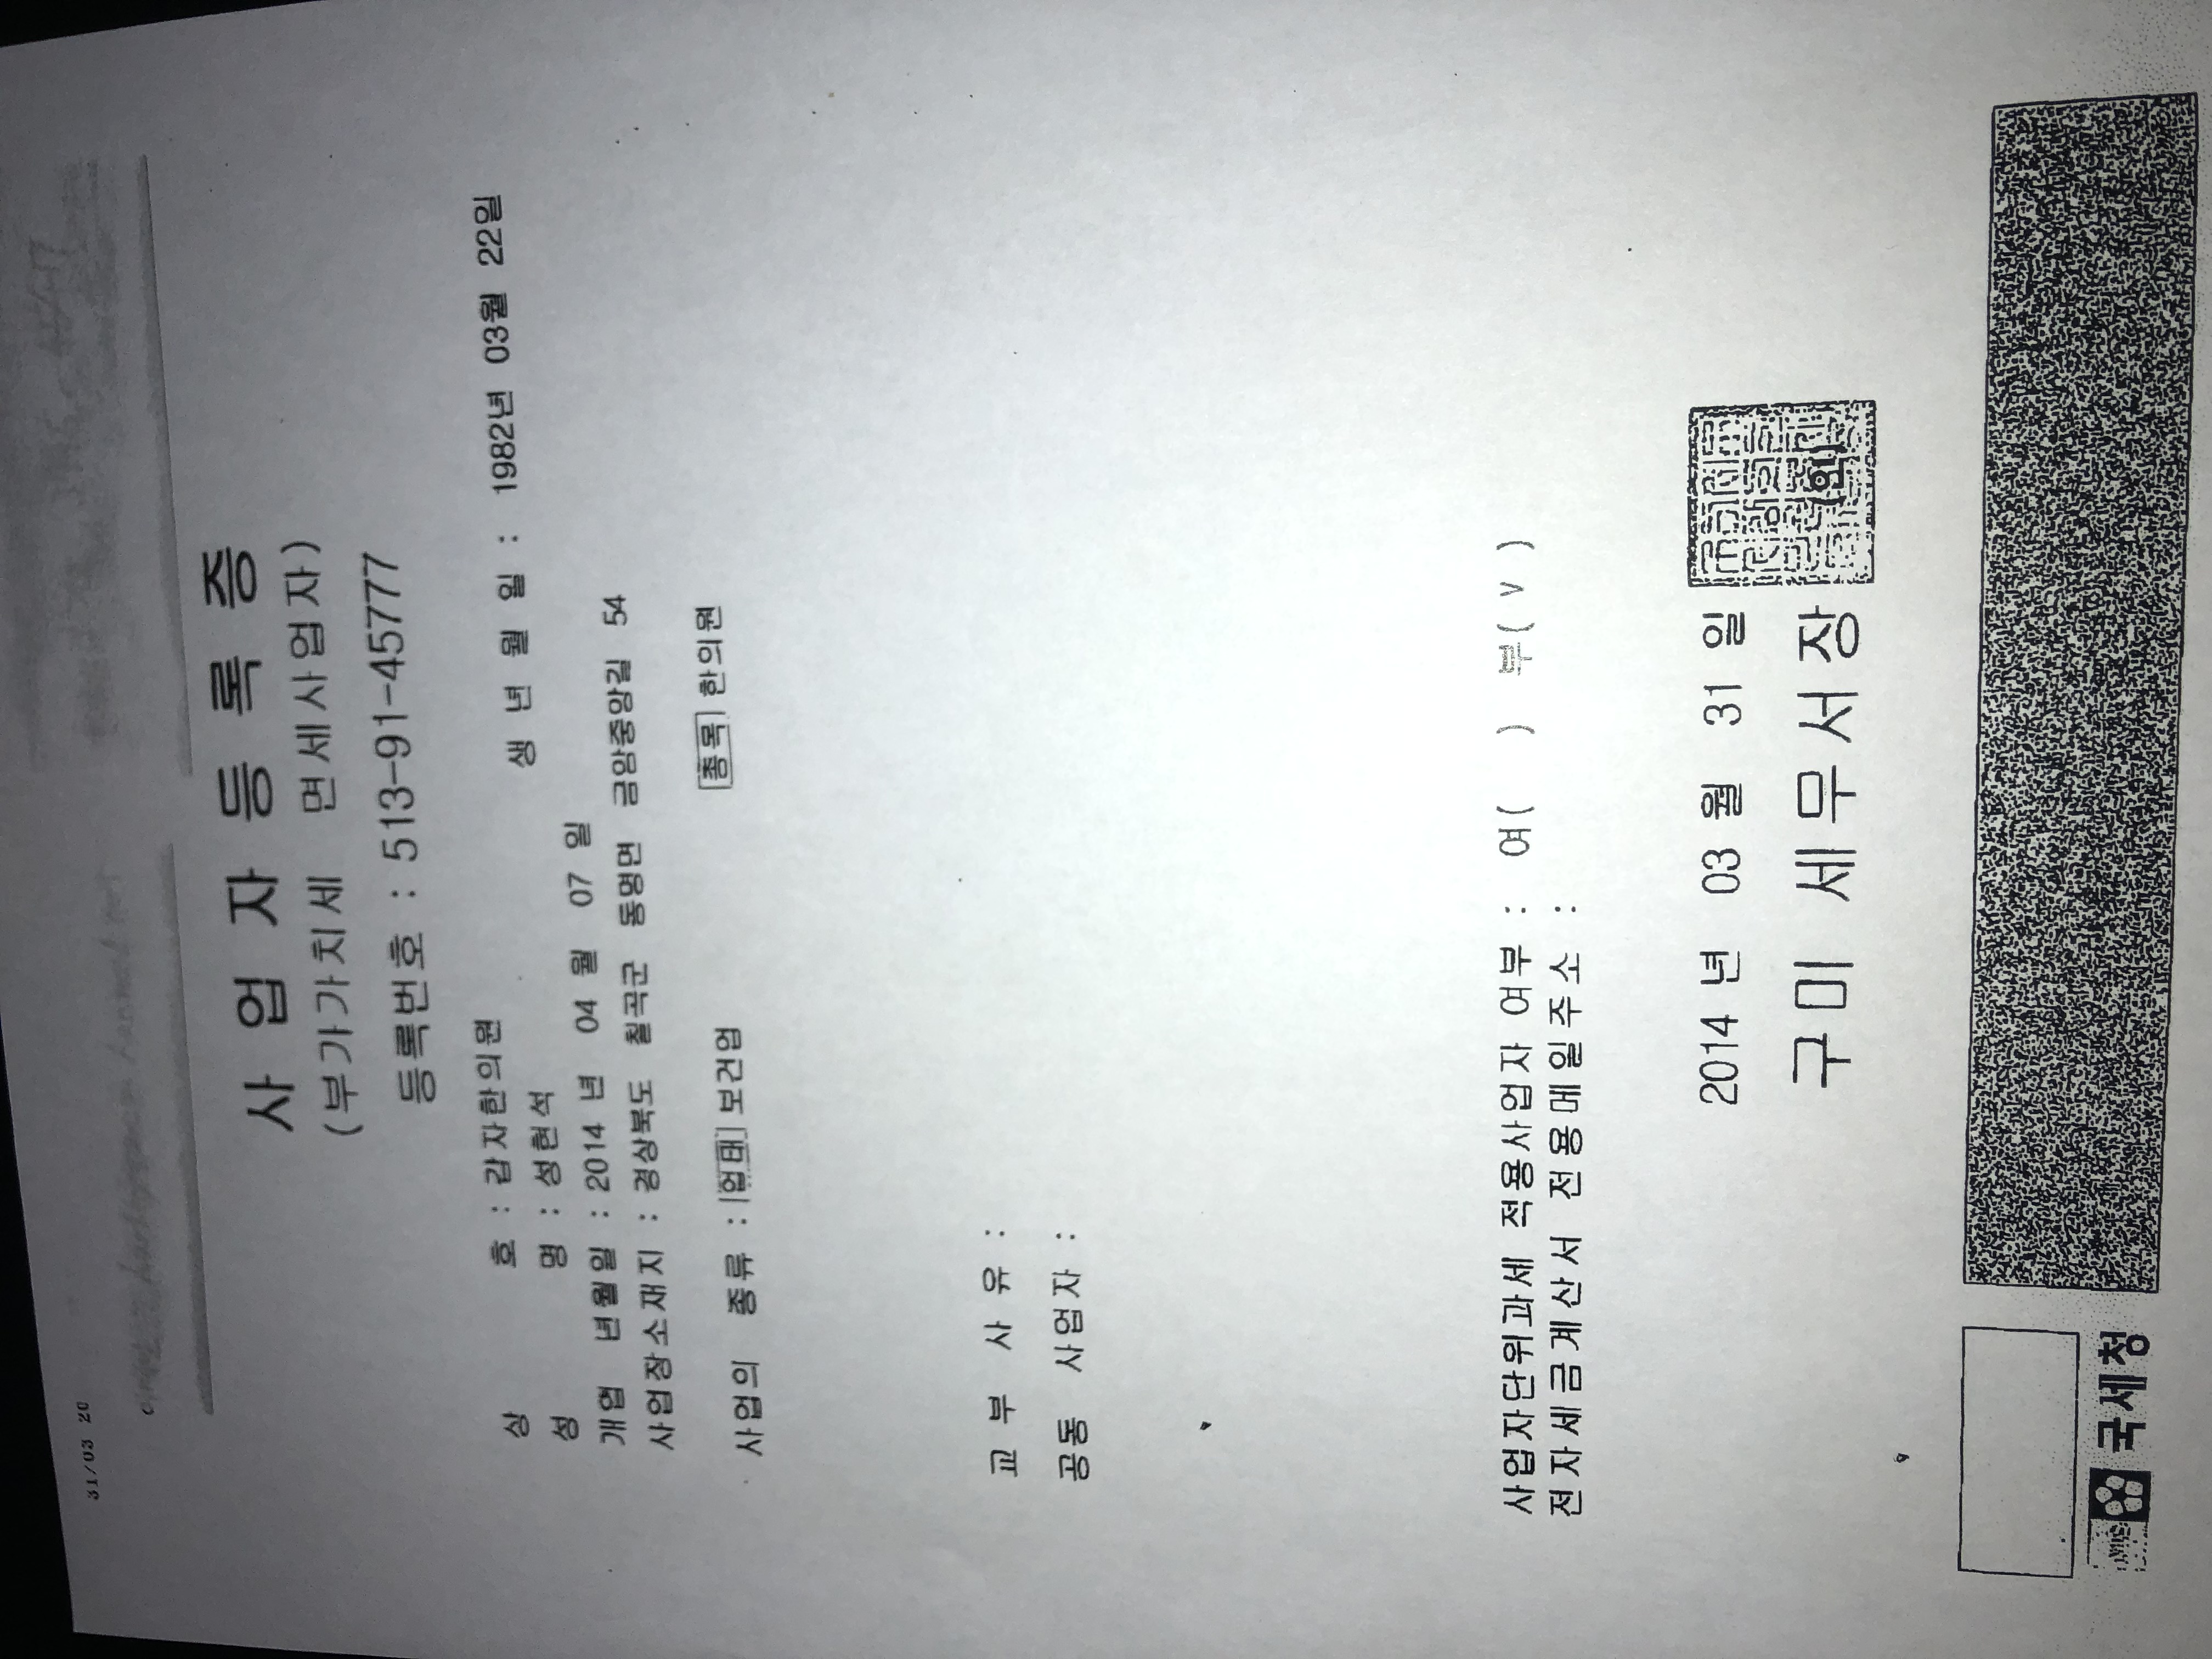 31/03 20
사업자등록증
(부가가치세 면세사업자)
등록번호 : 513-91-45777
상 호 : 갑자한의원
성 명 : 성현석 생 년 월 일 : 1982년 03월 22일
개업 년월일 : 2014 년 04 월 07 일
사업장소재지 : 경상북도 칠곡군 동명면 금암중앙길 54
사업의 종류 : 업태 보건업 종목 한의원
교 부 사 유 :
공동 사업자 :
사업자단위과세 적용사업자 여부 : 여( ) 부( v )
전자세금계산서 전용메일주소 :
2014 년 03 월 31 일
구미 세무서장
(인)
국세청